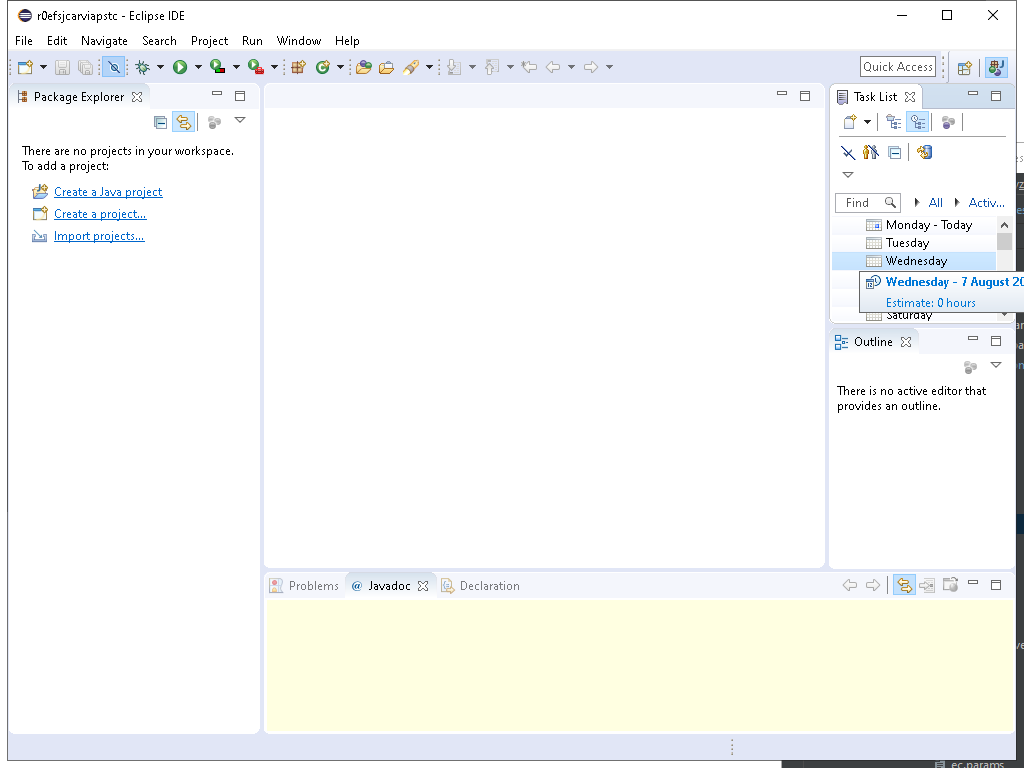 r0efsjcarviapstc - Eclipse IDE
File Edit Navigate Search Project Run Window Help
Quick Access
Package Explorer
There are no projects in your workspace.
To add a project:
Create a Java project
Create a project...
Import projects...
Task List
Find All Activ...
Monday - Today
Tuesday
Wednesday
Wednesday - 7 August 20
Estimate: 0 hours
Saturday
Outline
There is no active editor that
provides an outline.
Problems @ Javadoc Declaration
ec.params